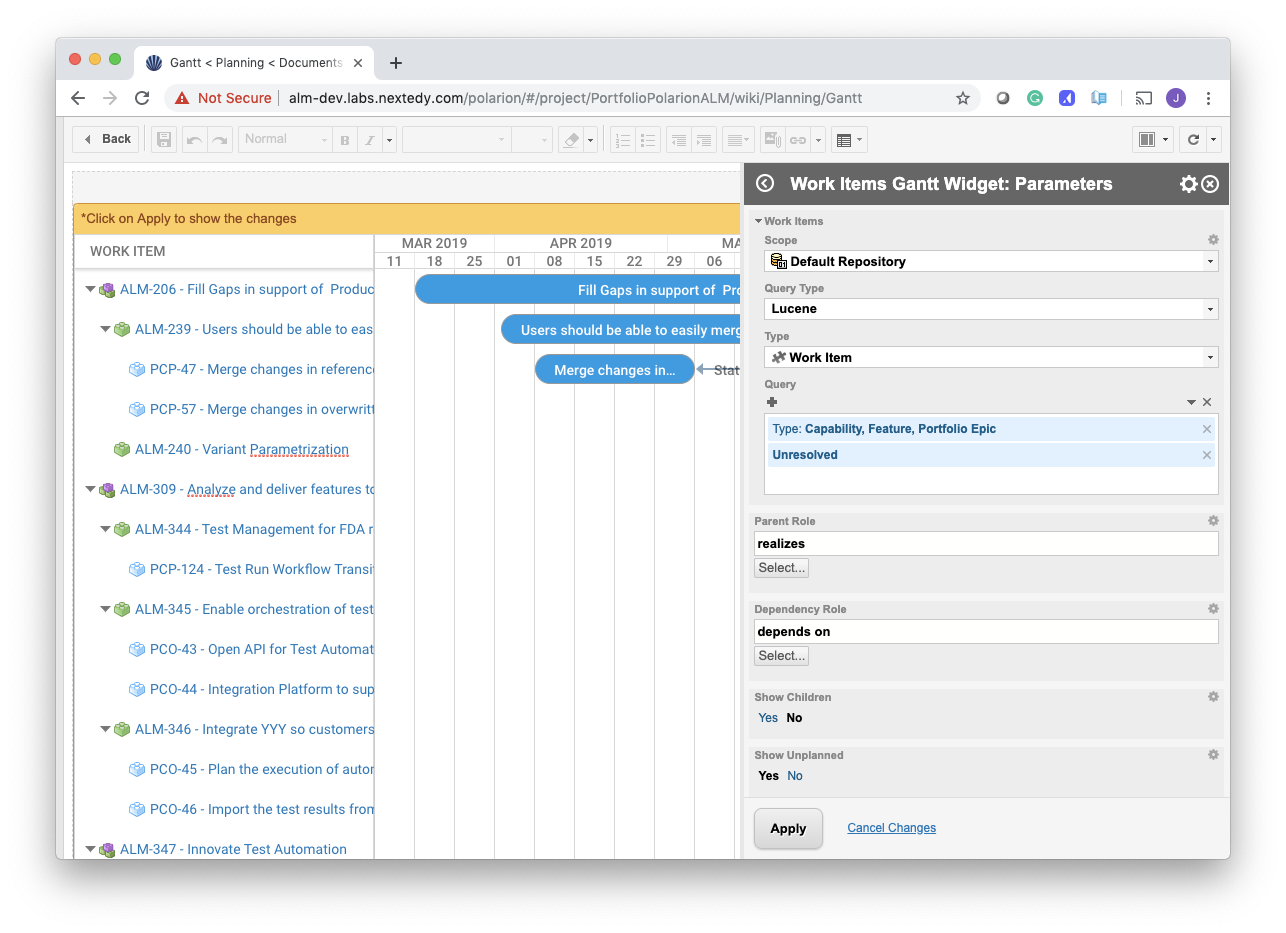 Gantt < Planning < Documents
Not Secure | alm-dev.labs.nextedy.com/polarion/#/project/PortfolioPolarionALM/wiki/Planning/Gantt
J
Back
Normal
B I
*Click on Apply to show the changes
WORK ITEM
MAR 2019 APR 2019 MA
11 18 25 01 08 15 22 29 06
ALM-206 - Fill Gaps in support of Produc
Fill Gaps in support of Pro
ALM-239 - Users should be able to eas
Users should be able to easily merg
PCP-47 - Merge changes in reference
Merge changes in...
Stat
PCP-57 - Merge changes in overwritt
ALM-240 - Variant Parametrization
ALM-309 - Analyze and deliver features to
ALM-344 - Test Management for FDA r
PCP-124 - Test Run Workflow Transi
ALM-345 - Enable orchestration of test
PCO-43 - Open API for Test Automat
PCO-44 - Integration Platform to sup
ALM-346 - Integrate YYY so customers
PCO-45 - Plan the execution of autor
PCO-46 - Import the test results from
ALM-347 - Innovate Test Automation
Work Items Gantt Widget: Parameters
Work Items
Scope
Default Repository
Query Type
Lucene
Type
Work Item
Query
Type: Capability, Feature, Portfolio Epic
Unresolved
Parent Role
realizes
Select...
Dependency Role
depends on
Select...
Show Children
Yes No
Show Unplanned
Yes No
Apply Cancel Changes